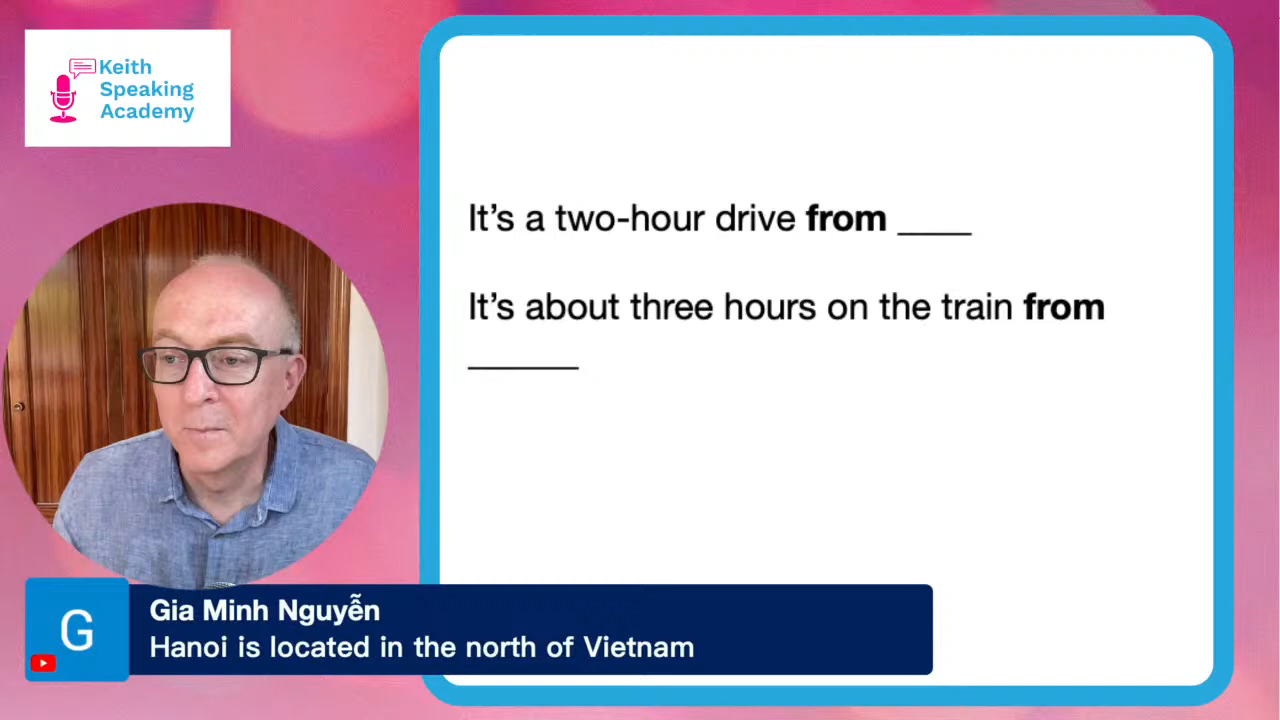 Keith
Speaking
Academy
It’s a two-hour drive from ____
It’s about three hours on the train from
______
G
Gia Minh Nguyễn
Hanoi is located in the north of Vietnam